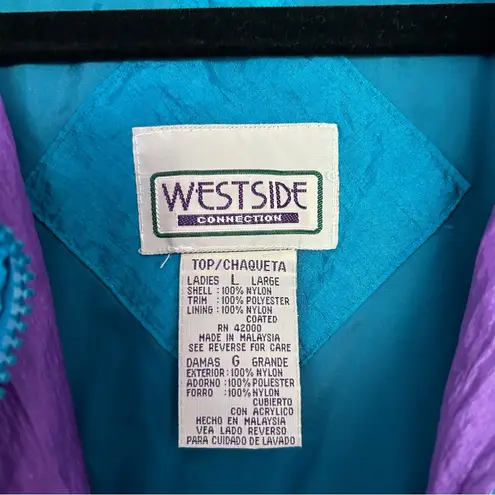 WESTSIDE
CONNECTION
TOP/CHAQUETA
LADIES L LARGE
SHELL :100% NYLON
TRIM :100% POLYESTER
LINING :100% NYLON
COATED
RN 42000
MADE IN MALAYSIA
SEE REVERSE FOR CARE
DAMAS G GRANDE
EXTERIOR:100% NYLON
ADORNO :100% POLIESTER
FORRO :100% NYLON
CUBIERTO
CON ACRYLICO
HECHO EN MALAYSIA
VEA LADO REVERSO
PARA CUIDADO DE LAVADO